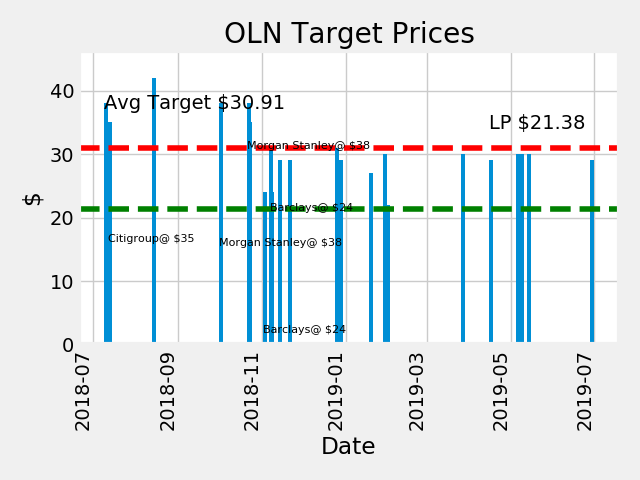 OLN Target Prices
Avg Target $30.91
LP $21.38
Morgan Stanley@ $38
Barclays@ $24
Citigroup@ $35
Morgan Stanley@ $38
Barclays@ $24
$
40
30
20
10
0
2018-07
2018-09
2018-11
2019-01
2019-03
2019-05
2019-07
Date